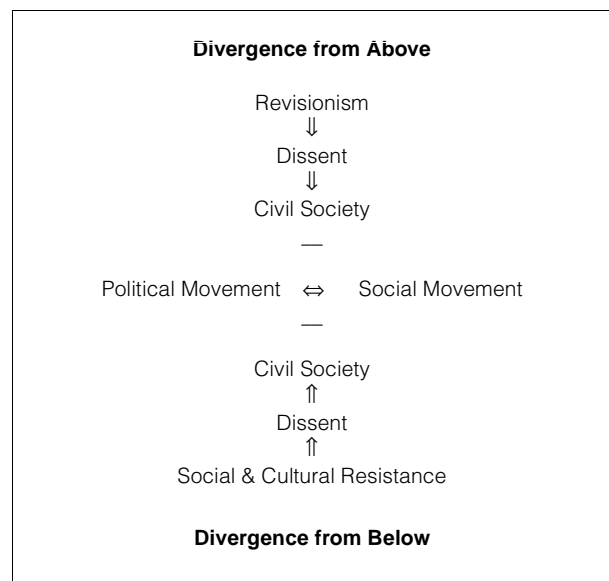 Divergence from Above
Revisionism
⇓
Dissent
⇓
Civil Society
—
Political Movement ⇔ Social Movement
—
Civil Society
⇑
Dissent
⇑
Social & Cultural Resistance
Divergence from Below